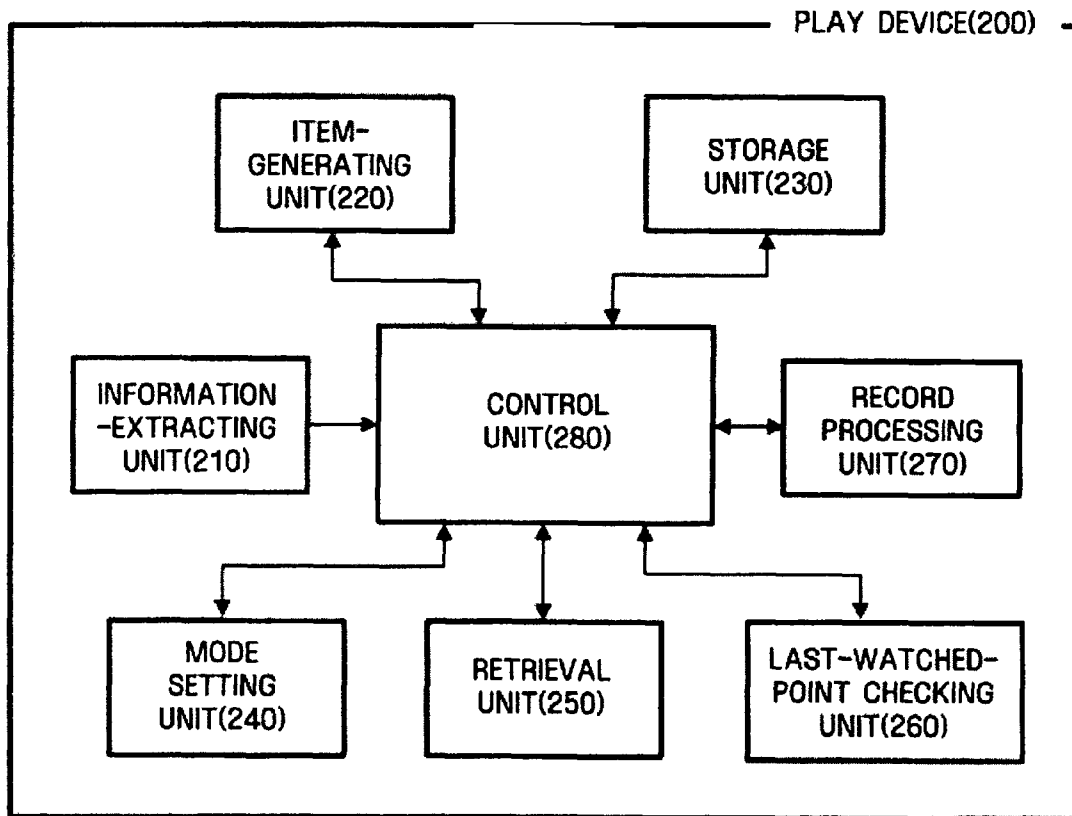 PLAY DEVICE(200)
ITEM-
GENERATING
UNIT(220)
STORAGE
UNIT(230)
INFORMATION
-EXTRACTING
UNIT(210)
CONTROL
UNIT(280)
RECORD
PROCESSING
UNIT(270)
MODE
SETTING
UNIT(240)
RETRIEVAL
UNIT(250)
LAST-WATCHED-
POINT CHECKING
UNIT(260)